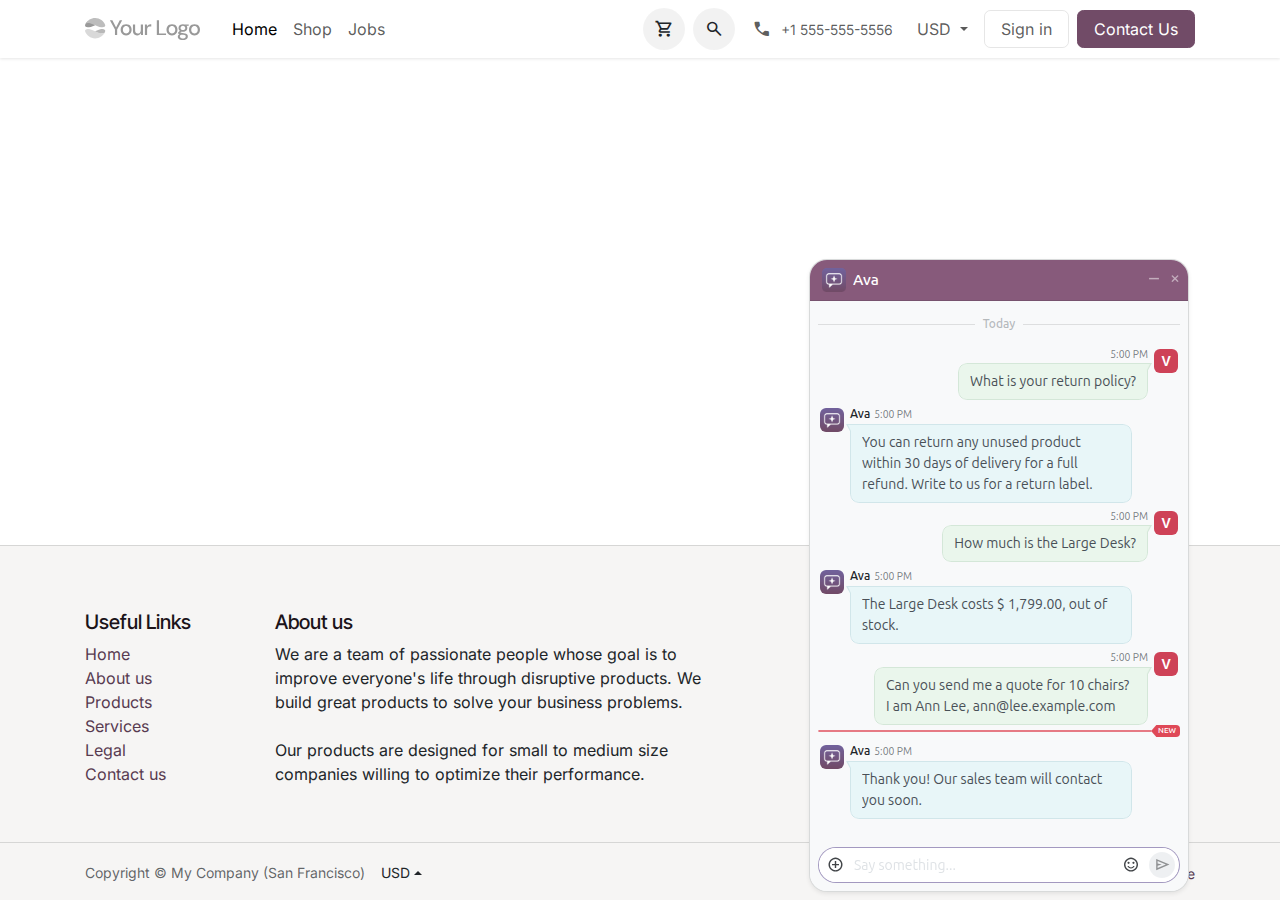 Your Logo
Home Shop Jobs
+1 555-555-5556 USD Sign in Contact Us
Ava
Today
5:00 PM
V
What is your return policy?
Ava 5:00 PM
You can return any unused product
within 30 days of delivery for a full
refund. Write to us for a return label.
5:00 PM
V
How much is the Large Desk?
Ava 5:00 PM
The Large Desk costs $ 1,799.00, out of
stock.
5:00 PM
V
Can you send me a quote for 10 chairs?
I am Ann Lee, ann@lee.example.com
NEW
Ava 5:00 PM
Thank you! Our sales team will contact
you soon.
Say something...
Useful Links
Home
About us
Products
Services
Legal
Contact us
About us
We are a team of passionate people whose goal is to
improve everyone's life through disruptive products. We
build great products to solve your business problems.
Our products are designed for small to medium size
companies willing to optimize their performance.
Copyright © My Company (San Francisco) USD